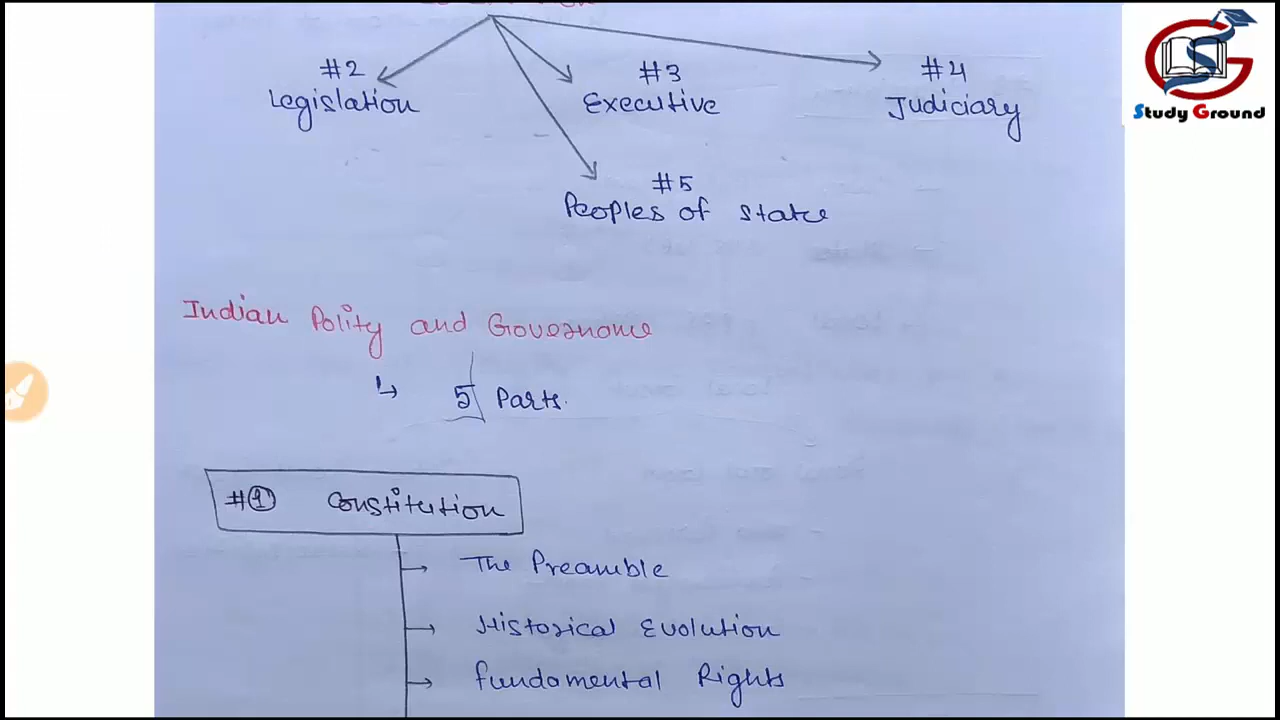 #2
Legislation
#3
Executive
#4
Judiciary
Study Ground
#5
Peoples of state
Indian Polity and Governance
↳ 5 Parts.
#1 Constitution
→ The Preamble
→ Historical Evolution
→ Fundamental Rights